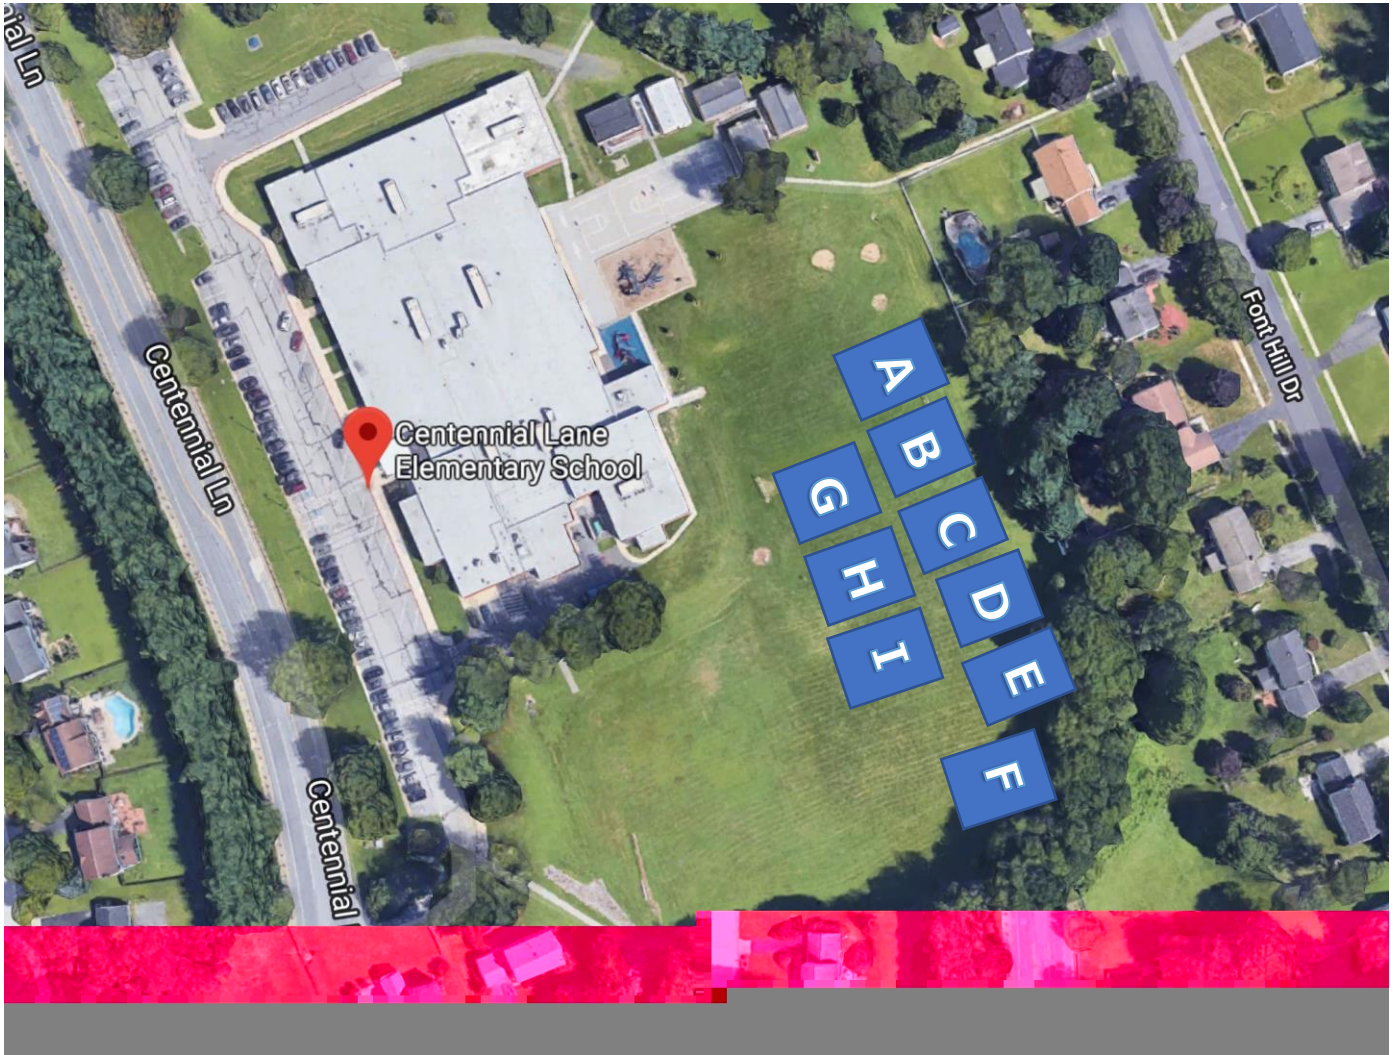 ial Ln
Centennial Ln
Centennial Lane
Elementary School
Font Hill Dr
A
B
G
C
H
D
I
E
F
Centennial